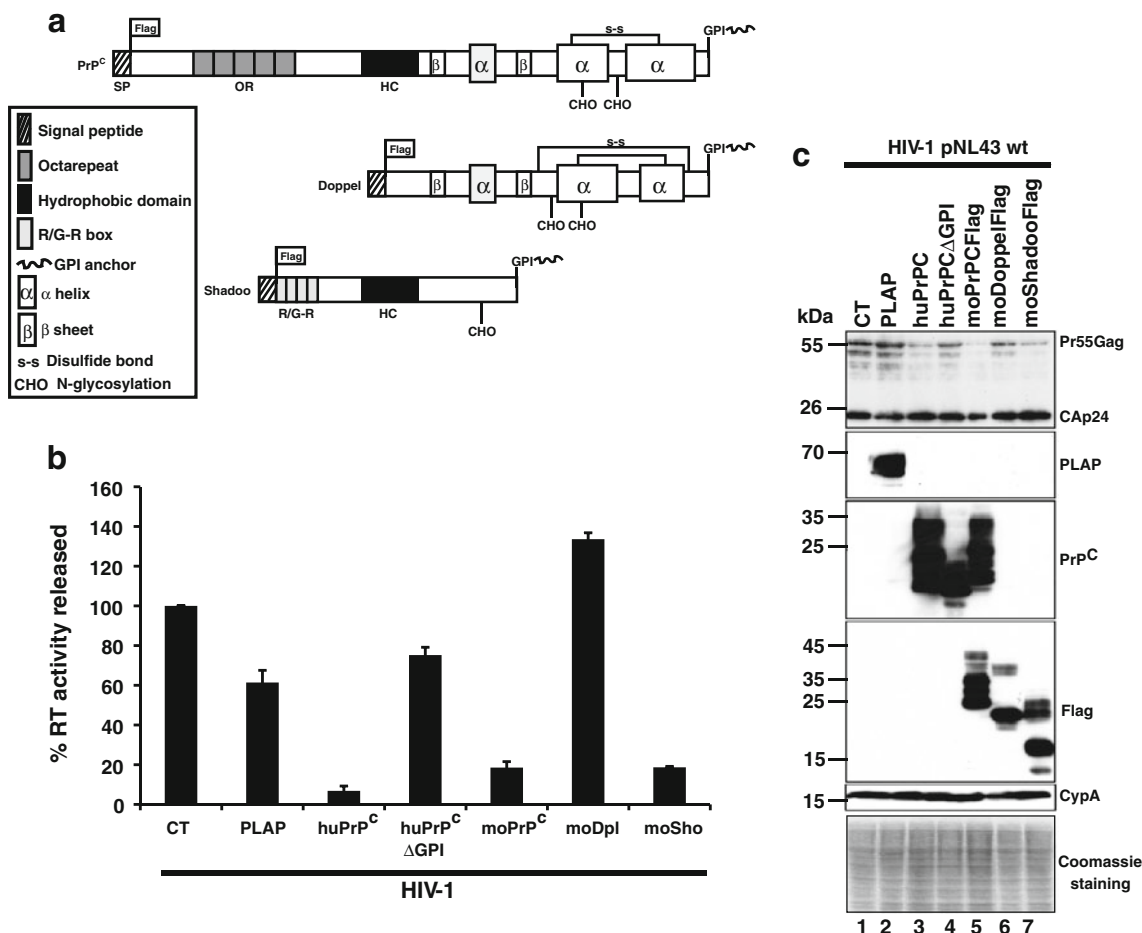 a
Flag
s-s
GPI
PrP^C
β
α
β
α
α
SP
OR
HC
CHO
CHO
Signal peptide
Octarepeat
Hydrophobic domain
R/G-R box
GPI anchor
α α helix
β β sheet
s-s Disulfide bond
CHO N-glycosylation
Flag
s-s
GPI
Doppel
β
α
β
α
α
CHO
CHO
Flag
GPI
Shadoo
R/G-R
HC
CHO
b
% RT activity released
160
140
120
100
80
60
40
20
0
CT
PLAP
huPrP^C
huPrP^C
ΔGPI
moPrP^C
moDpl
moSho
HIV-1
c
HIV-1 pNL43 wt
CT
PLAP
huPrPC
huPrPCΔGPI
moPrPCFlag
moDoppelFlag
moShadooFlag
kDa
55
Pr55Gag
26
CAp24
70
PLAP
35
25
PrP^C
45
35
25
Flag
15
15
CypA
Coomassie
staining
1 2 3 4 5 6 7